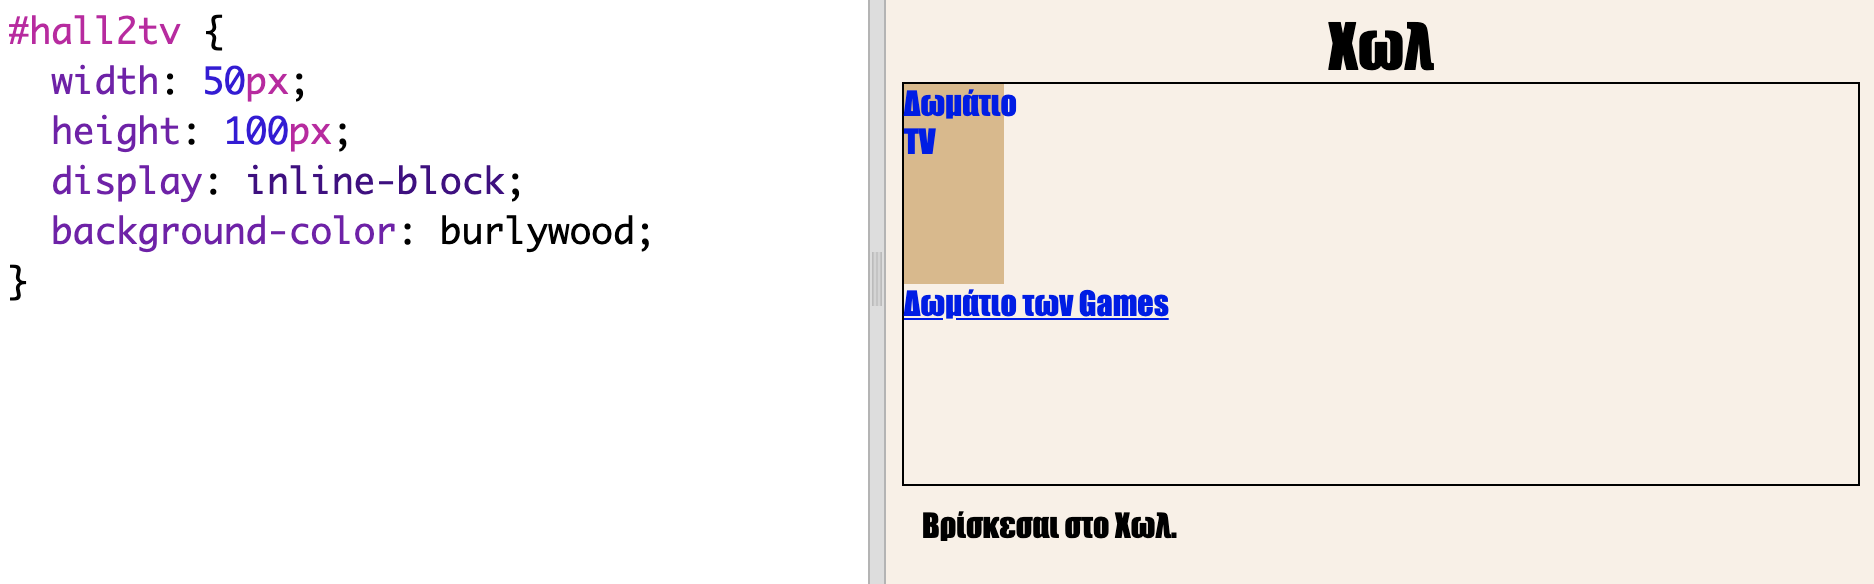 #hall2tv {
width: 50px;
height: 100px;
display: inline-block;
background-color: burlywood;
}
Χωλ
Δωμάτιο
TV
Δωμάτιο των Games
Βρίσκεσαι στο Χωλ.